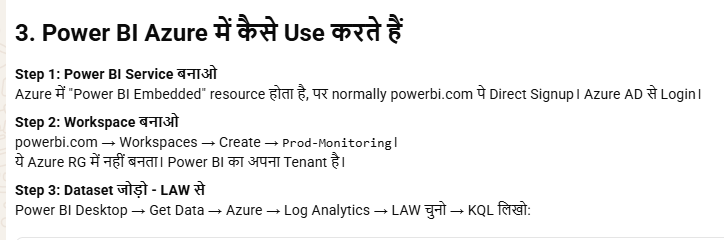 3. Power BI Azure में कैसे Use करते हैं
Step 1: Power BI Service बनाओ
Azure में "Power BI Embedded" resource होता है, पर normally powerbi.com पे Direct Signup। Azure AD से Login।
Step 2: Workspace बनाओ
powerbi.com → Workspaces → Create → Prod-Monitoring।
ये Azure RG में नहीं बनता। Power BI का अपना Tenant है।
Step 3: Dataset जोड़ो - LAW से
Power BI Desktop → Get Data → Azure → Log Analytics → LAW चुनो → KQL लिखो: